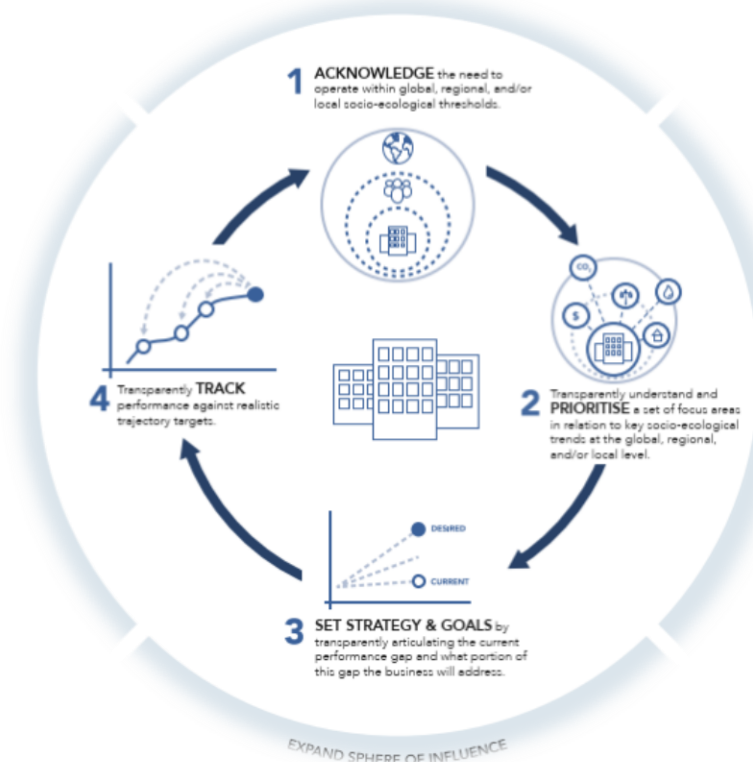 1 ACKNOWLEDGE the need to
operate within global, regional, and/or
local socio-ecological thresholds.
CO₂
$
2 Transparently understand and
PRIORITISE a set of focus areas
in relation to key socio-ecological
trends at the global, regional,
and/or local level.
DESIRED
CURRENT
3 SET STRATEGY & GOALS by
transparently articulating the current
performance gap and what portion of
this gap the business will address.
4 Transparently TRACK
performance against realistic
trajectory targets.
EXPAND SPHERE OF INFLUENCE